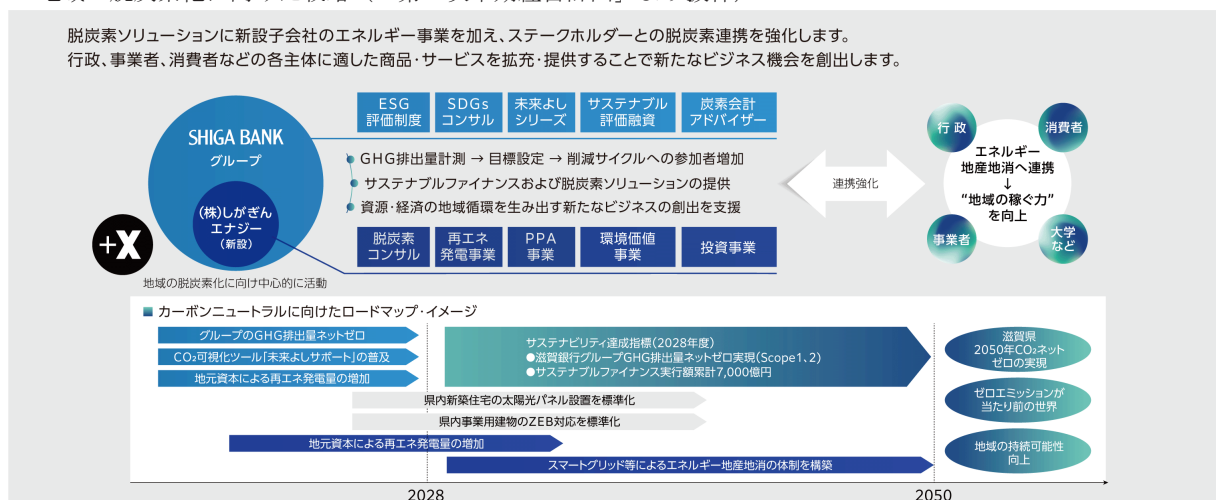 脱炭素ソリューションに新設子会社のエネルギー事業を加え、ステークホルダーとの脱炭素連携を強化します。
行政、事業者、消費者などの各主体に適した商品・サービスを拡充・提供することで新たなビジネス機会を創出します。
SHIGA BANK
グループ
(株)しがぎん
エナジー
(新設)
+X
地域の脱炭素化に向け中心的に活動
ESG
評価制度
SDGs
コンサル
未来よし
シリーズ
サステナブル
評価融資
炭素会計
アドバイザー
GHG排出量計測 → 目標設定 → 削減サイクルへの参加者増加
サステナブルファイナンスおよび脱炭素ソリューションの提供
資源・経済の地域循環を生み出す新たなビジネスの創出を支援
脱炭素
コンサル
再エネ
発電事業
PPA
事業
環境価値
事業
投資事業
連携強化
行政
消費者
エネルギー
地産地消へ連携
↓
“地域の稼ぐ力”
を向上
事業者
大学
など
カーボンニュートラルに向けたロードマップ・イメージ
グループのGHG排出量ネットゼロ
CO₂可視化ツール「未来よしサポート」の普及
地元資本による再エネ発電量の増加
サステナビリティ達成指標(2028年度)
●滋賀銀行グループGHG排出量ネットゼロ実現(Scope1、2)
●サステナブルファイナンス実行額累計7,000億円
県内新築住宅の太陽光パネル設置を標準化
県内事業用建物のZEB対応を標準化
地元資本による再エネ発電量の増加
スマートグリッド等によるエネルギー地産地消の体制を構築
滋賀県
2050年CO₂ネット
ゼロの実現
ゼロエミッションが
当たり前の世界
地域の持続可能性
向上
2028
2050